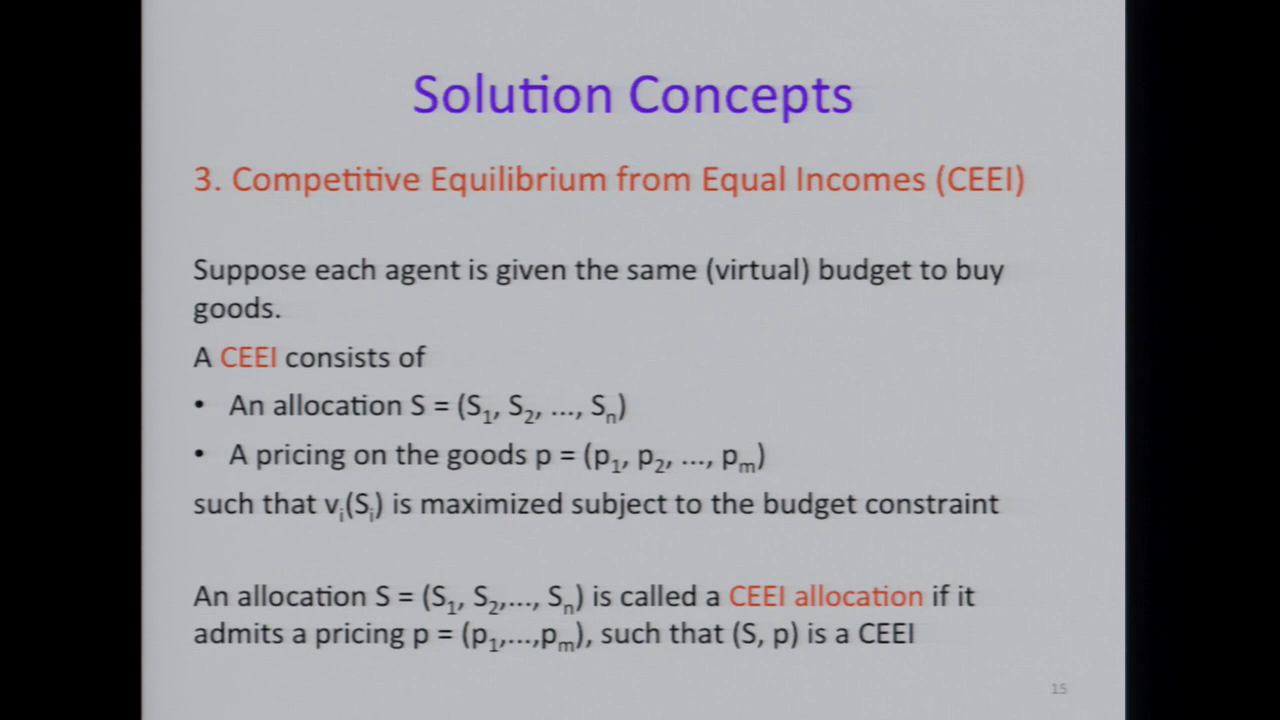 Solution Concepts
3. Competitive Equilibrium from Equal Incomes (CEEI)
Suppose each agent is given the same (virtual) budget to buy
goods.
A CEEI consists of
• An allocation S = (S₁, S₂, ..., Sₙ)
• A pricing on the goods p = (p₁, p₂, ..., pₘ)
such that vᵢ(Sᵢ) is maximized subject to the budget constraint
An allocation S = (S₁, S₂,..., Sₙ) is called a CEEI allocation if it
admits a pricing p = (p₁,...,pₘ), such that (S, p) is a CEEI
15